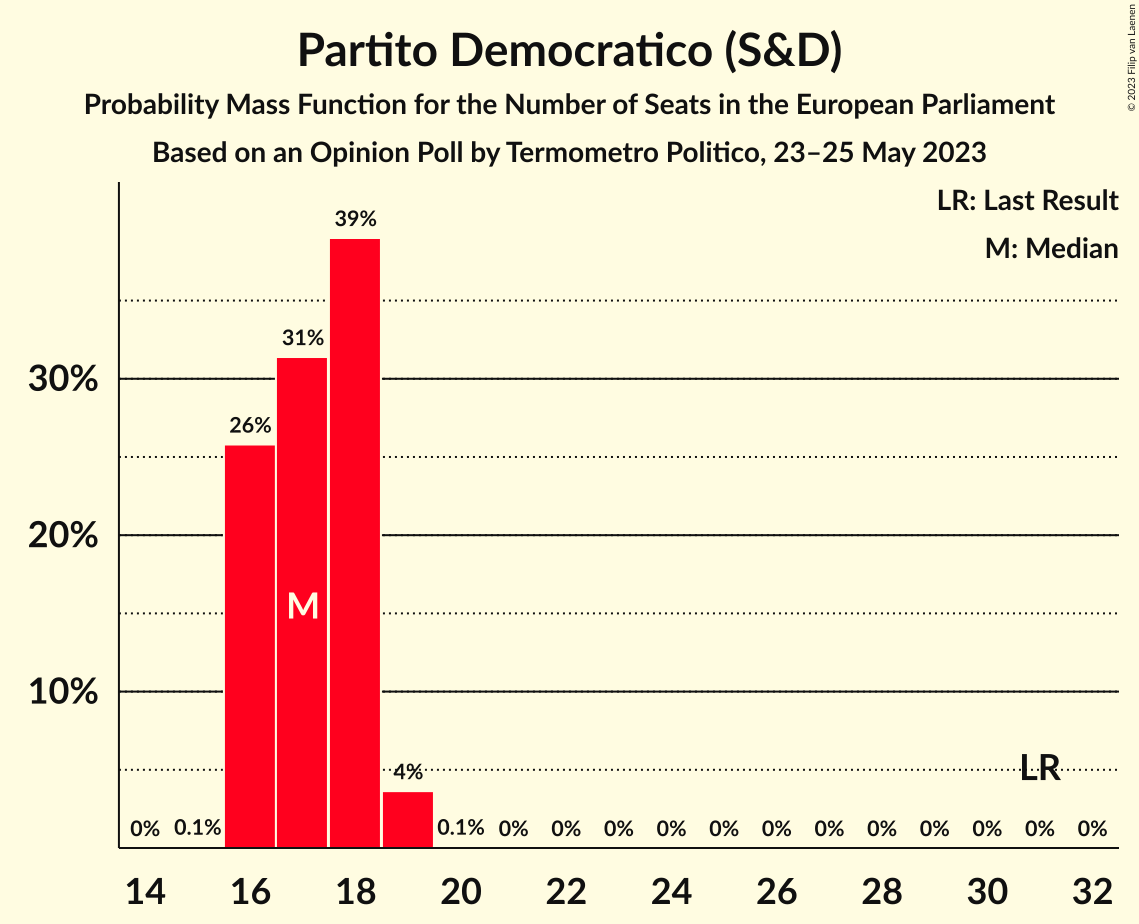 Partito Democratico (S&D)
Probability Mass Function for the Number of Seats in the European Parliament
Based on an Opinion Poll by Termometro Politico, 23–25 May 2023
© 2023 Filip van Laenen
LR: Last Result
M: Median
39%
31%
30%
26%
20%
M
10%
LR
4%
0% 0.1% 0.1% 0% 0% 0% 0% 0% 0% 0% 0% 0% 0% 0% 0%
14 16 18 20 22 24 26 28 30 32